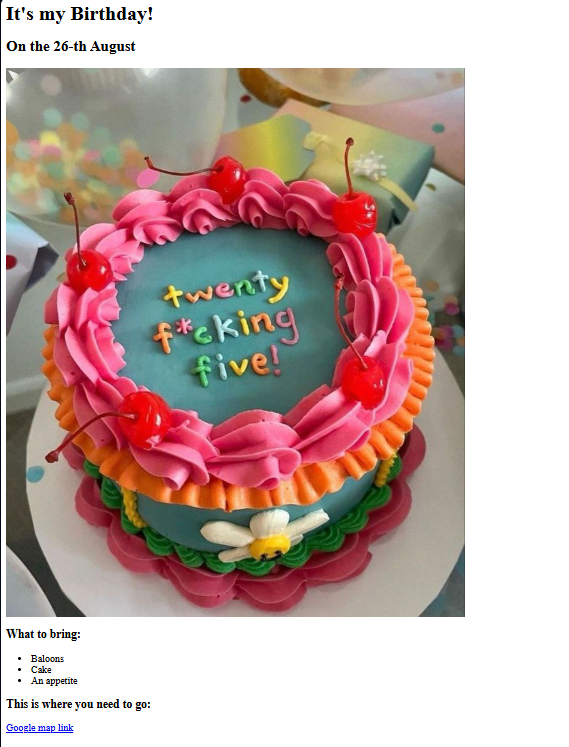 It's my Birthday!
On the 26-th August
twenty
f*cking
five!
What to bring:
Baloons
Cake
An appetite
This is where you need to go:
Google map link